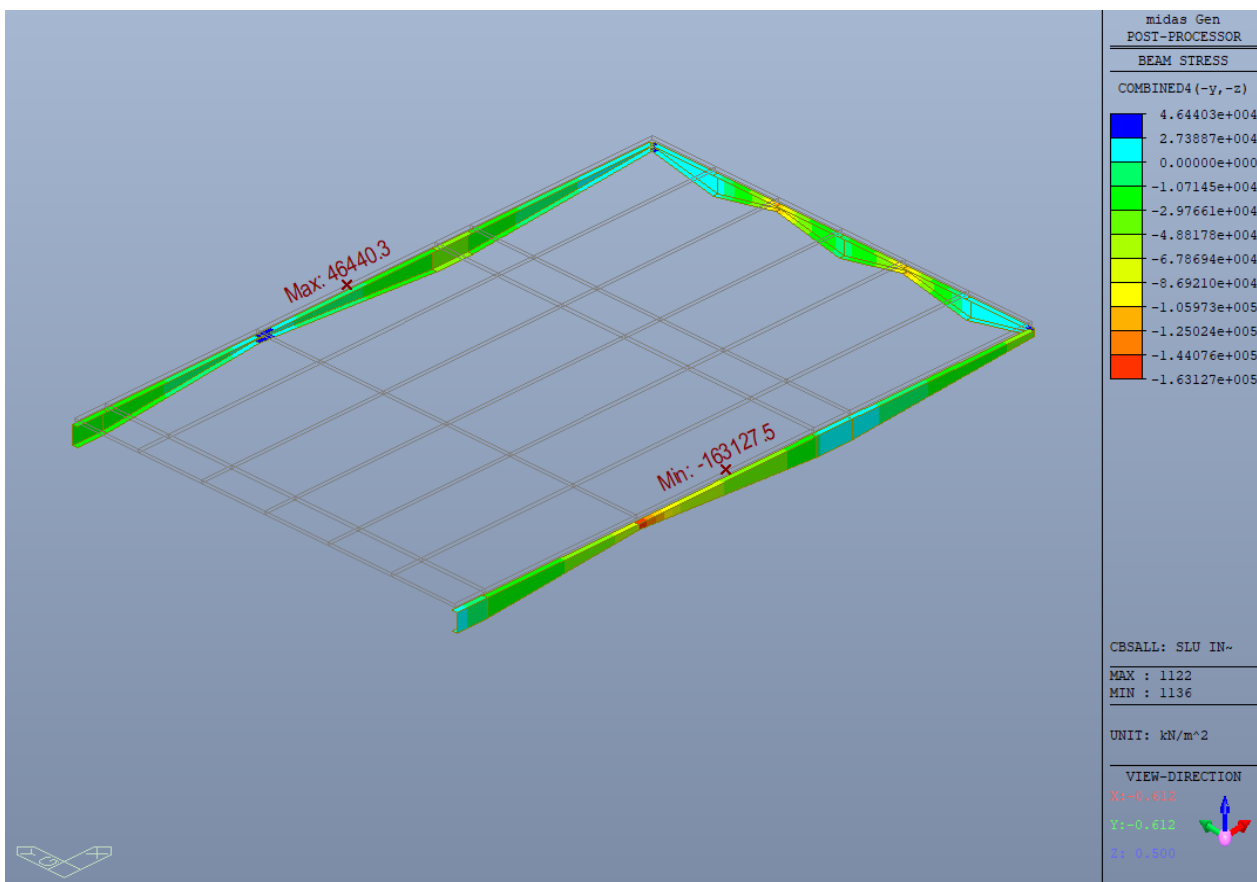 midas Gen
POST-PROCESSOR
BEAM STRESS
COMBINED4(-y,-z)
4.64403e+004
2.73887e+004
0.00000e+000
-1.07145e+004
-2.97661e+004
-4.88178e+004
-6.78694e+004
-8.69210e+004
-1.05973e+005
-1.25024e+005
-1.44076e+005
-1.63127e+005
Max: 46440.3
Min: -163127.5
CBSALL: SLU IN~
MAX : 1122
MIN : 1136
UNIT: kN/m^2
VIEW-DIRECTION
X:-0.612
Y:-0.612
Z: 0.500